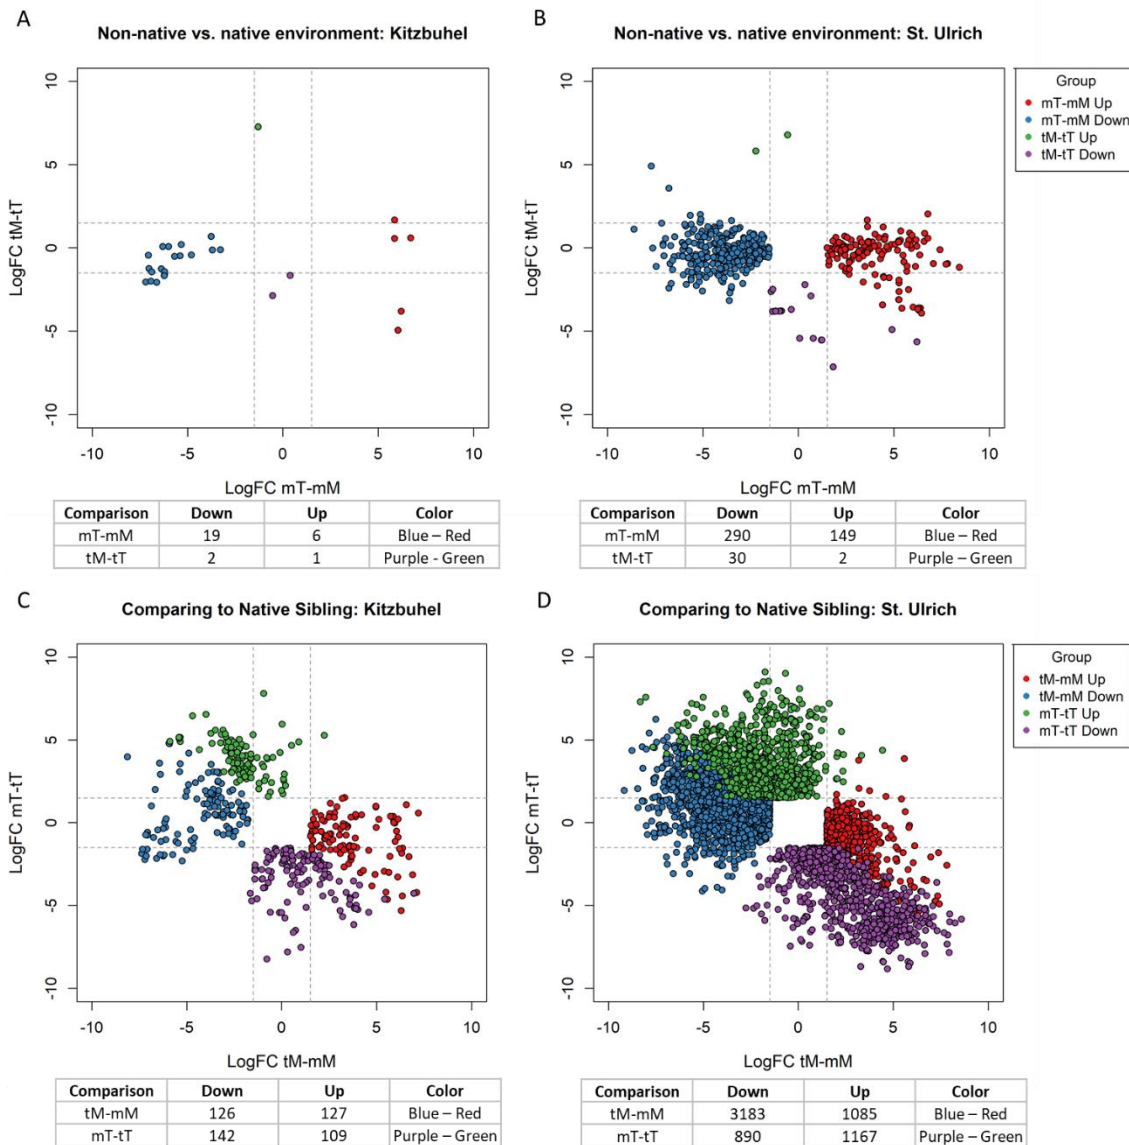 A
Non-native vs. native environment: Kitzbuhel
10
5
0
-5
-10
LogFC tM-tT
-10 -5 0 5 10
LogFC mT-mM
Comparison Down Up Color
mT-mM 19 6 Blue – Red
tM-tT 2 1 Purple - Green
B
Non-native vs. native environment: St. Ulrich
10
5
0
-5
-10
LogFC tM-tT
-10 -5 0 5 10
LogFC mT-mM
Group
mT-mM Up
mT-mM Down
tM-tT Up
tM-tT Down
Comparison Down Up Color
mT-mM 290 149 Blue – Red
tM-tT 30 2 Purple – Green
C
Comparing to Native Sibling: Kitzbuhel
10
5
0
-5
-10
LogFC mT-tT
-10 -5 0 5 10
LogFC tM-mM
Comparison Down Up Color
tM-mM 126 127 Blue – Red
mT-tT 142 109 Purple – Green
D
Comparing to Native Sibling: St. Ulrich
10
5
0
-5
-10
LogFC mT-tT
-10 -5 0 5 10
LogFC tM-mM
Group
tM-mM Up
tM-mM Down
mT-tT Up
mT-tT Down
Comparison Down Up Color
tM-mM 3183 1085 Blue – Red
mT-tT 890 1167 Purple – Green